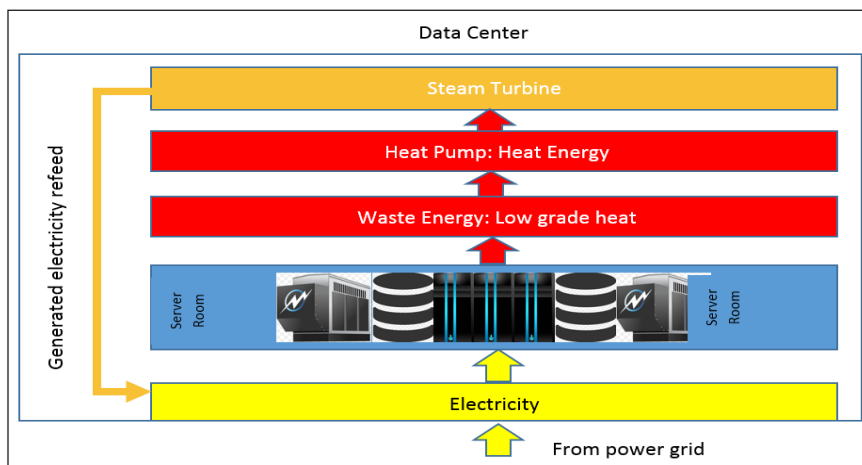 Data Center
Steam Turbine
Heat Pump: Heat Energy
Waste Energy: Low grade heat
Server
Room
Server
Room
Generated electricity refeed
Electricity
From power grid